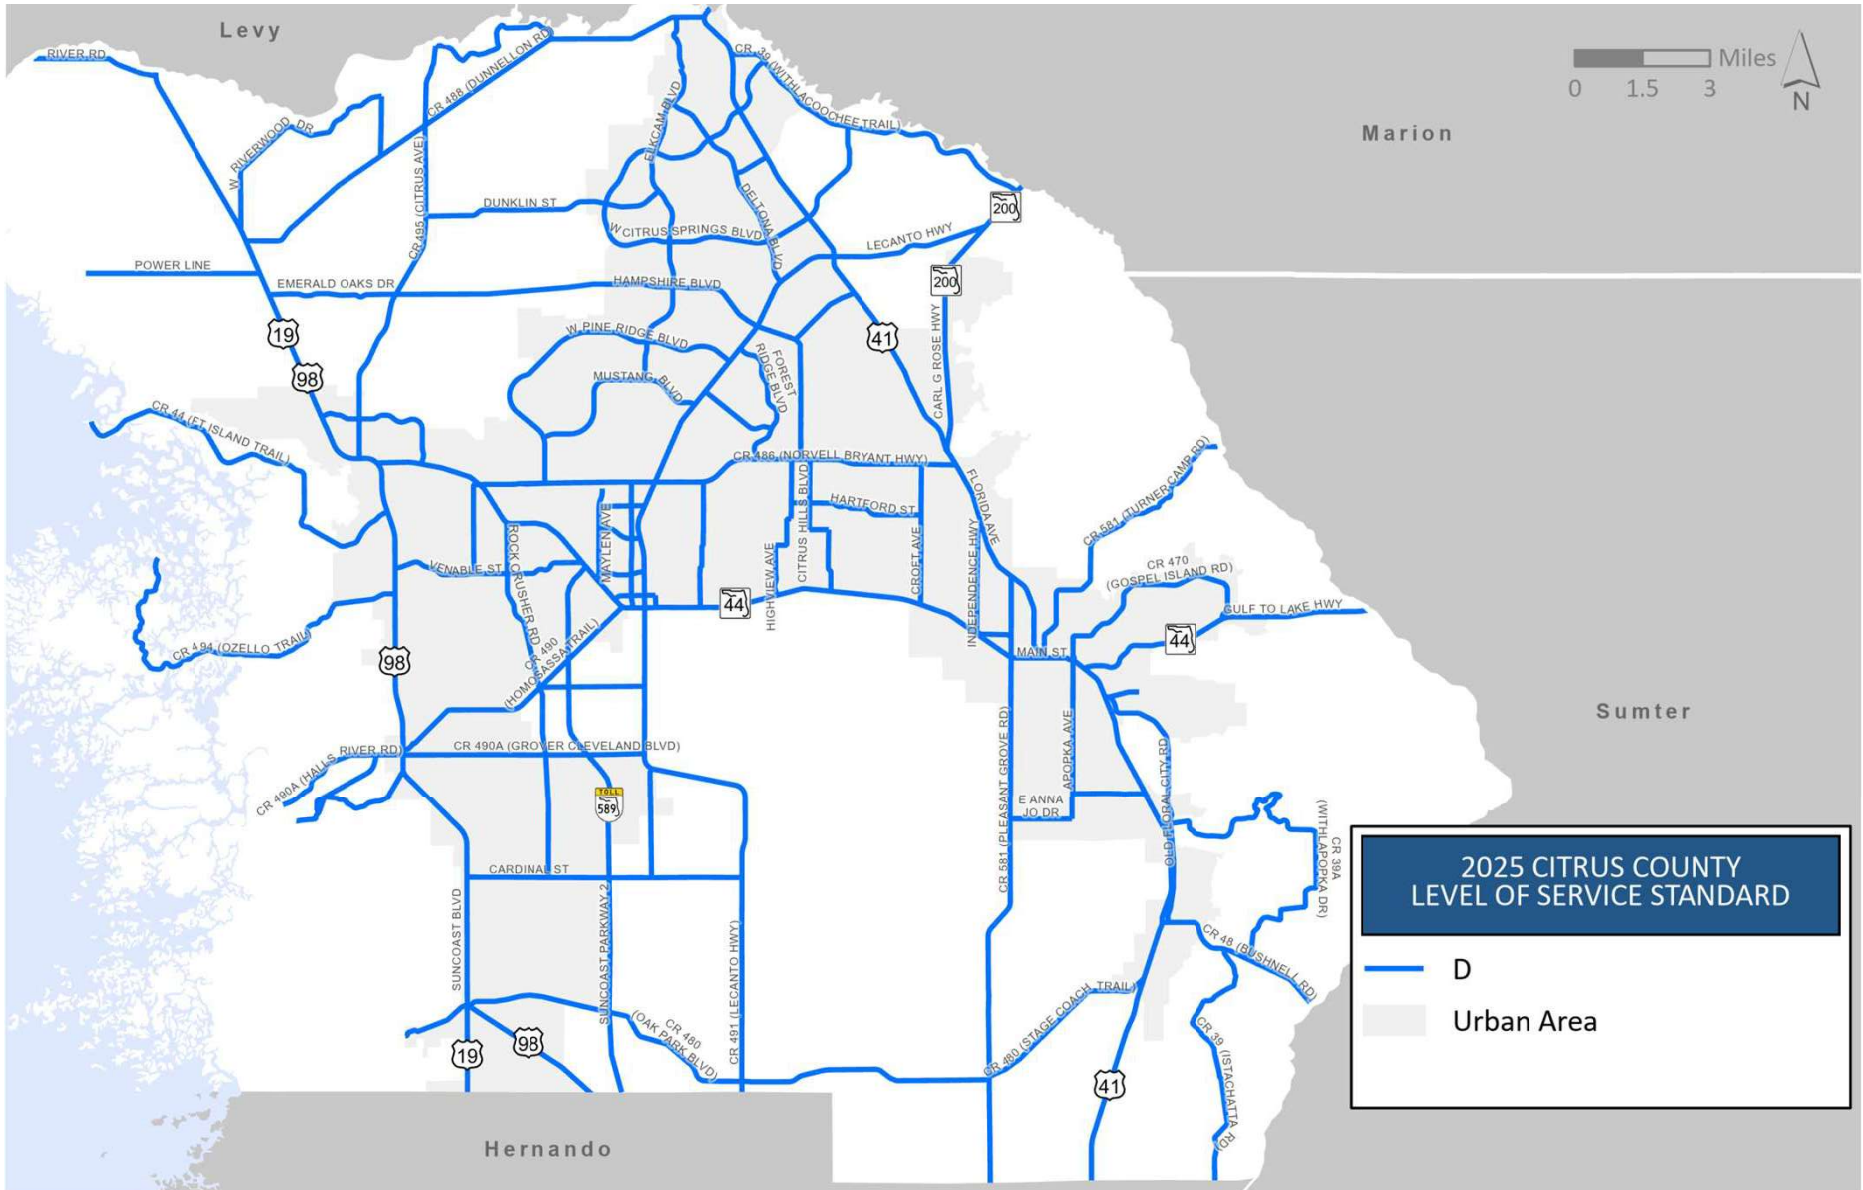 Levy
RIVER RD
CR 488 (DUNNELLON RD)
CR 39 (WITHLACOOCHEE TRAIL)
Miles
0 1.5 3
N
Marion
W RIVERWOOD DR
CR 495 (CITRUS AVE)
ELKCAM BLVD
DELTONA BLVD
DUNKLIN ST
W CITRUS SPRINGS BLVD
LECANTO HWY
200
POWER LINE
EMERALD OAKS DR
HAMPSHIRE BLVD
200
19
98
41
W PINE RIDGE BLVD
FOREST
RIDGE BLVD
CARL G ROSE HWY
MUSTANG BLVD
CR 44 (FT ISLAND TRAIL)
CR 486 (NORVELL BRYANT HWY)
CR 581 (TURNER CAMP RD)
FLORIDA AVE
HARTFORD ST
ROCK CRUSHER RD
MAYLEN AVE
HIGHVIEW AVE
CITRUS HILLS BLVD
CROFT AVE
INDEPENDENCE HWY
VENABLE ST
CR 470
(GOSPEL ISLAND RD)
GULF TO LAKE HWY
44
44
CR 494 (OZELLO TRAIL)
98
CR 490
(HOMOSASSA TRAIL)
MAIN ST
Sumter
CR 490A (HALLS RIVER RD)
CR 490A (GROVER CLEVELAND BLVD)
CR 581 (PLEASANT GROVE RD)
APOPKA AVE
OLD FLORAL CITY RD
TOLL
589
E ANNA
JO DR
CR 39A
(WITHLAPOPKA DR)
CARDINAL ST
SUNCOAST BLVD
SUNCOAST PARKWAY 2
CR 491 (LECANTO HWY)
CR 48 (BUSHNELL RD)
CR 480
(OAK PARK BLVD)
CR 480 (STAGE COACH TRAIL)
CR 39 (ISTACHATTA RD)
19
98
41
Hernando
2025 CITRUS COUNTY
LEVEL OF SERVICE STANDARD
D
Urban Area